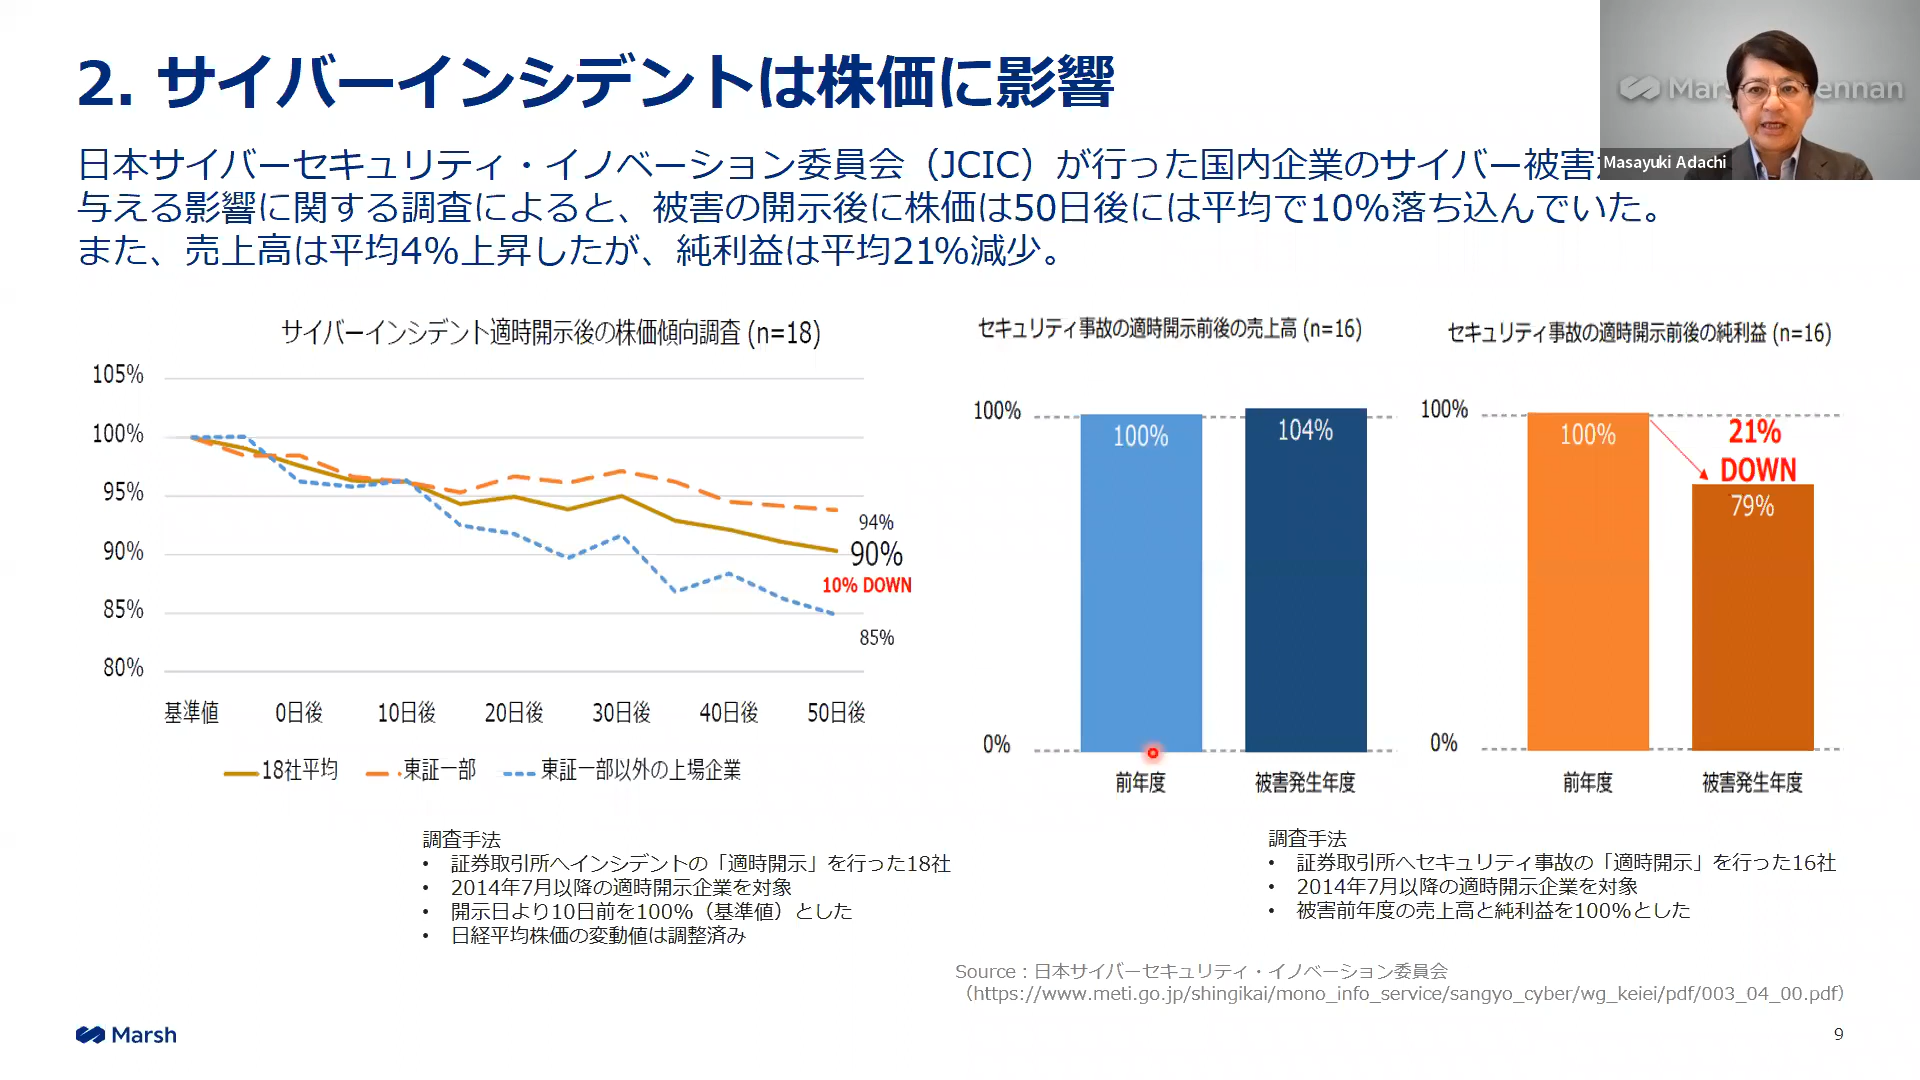 2. サイバーインシデントは株価に影響
日本サイバーセキュリティ・イノベーション委員会（JCIC）が行った国内企業のサイバー被害
与える影響に関する調査によると、被害の開示後に株価は50日後には平均で10%落ち込んでいた。
また、売上高は平均4%上昇したが、純利益は平均21%減少。
Marsh ennan
Masayuki Adachi
サイバーインシデント適時開示後の株価傾向調査 (n=18)
105%
100%
95%
90%
85%
80%
94%
90%
10% DOWN
85%
基準値 0日後 10日後 20日後 30日後 40日後 50日後
18社平均 東証一部 東証一部以外の上場企業
セキュリティ事故の適時開示前後の売上高 (n=16)
100%
100%
104%
0%
前年度 被害発生年度
セキュリティ事故の適時開示前後の純利益 (n=16)
100%
100%
21%
DOWN
79%
0%
前年度 被害発生年度
調査手法
• 証券取引所へインシデントの「適時開示」を行った18社
• 2014年7月以降の適時開示企業を対象
• 開示日より10日前を100%（基準値）とした
• 日経平均株価の変動値は調整済み
調査手法
• 証券取引所へセキュリティ事故の「適時開示」を行った16社
• 2014年7月以降の適時開示企業を対象
• 被害前年度の売上高と純利益を100%とした
Source：日本サイバーセキュリティ・イノベーション委員会
（https://www.meti.go.jp/shingikai/mono_info_service/sangyo_cyber/wg_keiei/pdf/003_04_00.pdf）
Marsh
9